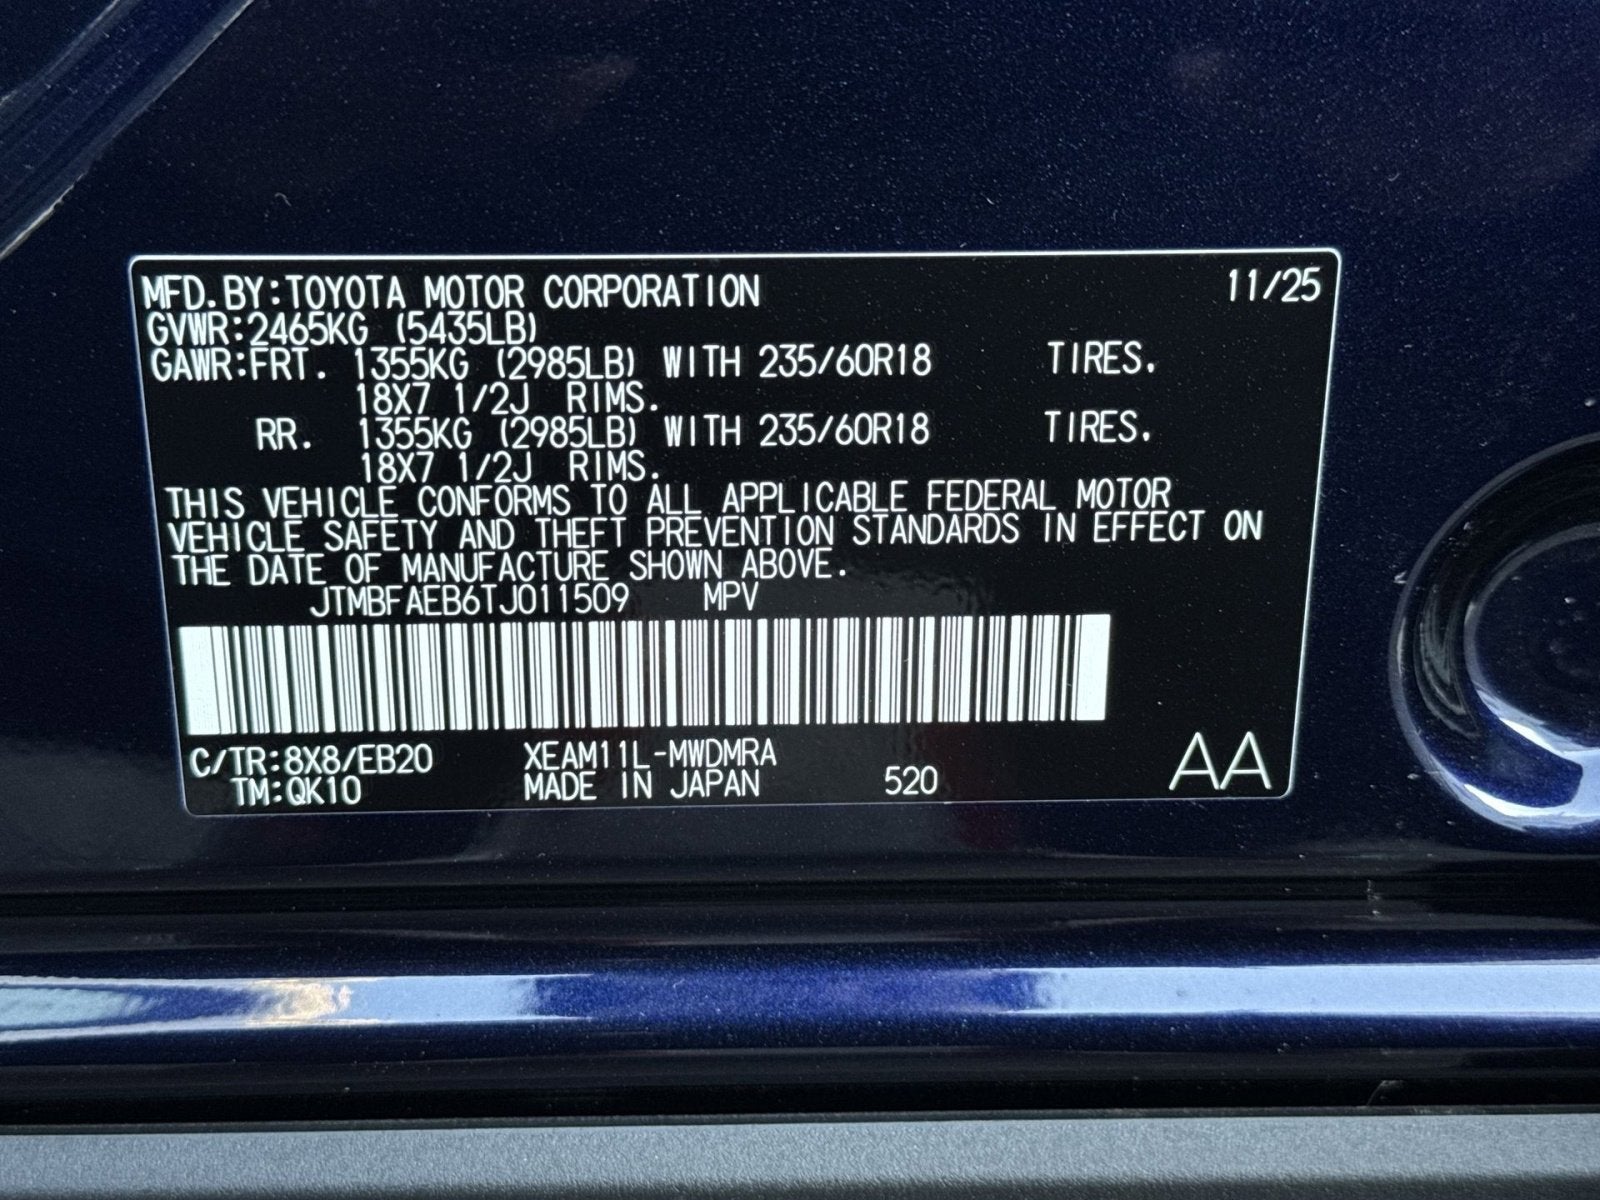 MFD.BY:TOYOTA MOTOR CORPORATION 11/25
GVWR:2465KG (5435LB)
GAWR:FRT. 1355KG (2985LB) WITH 235/60R18 TIRES.
18X7 1/2J RIMS.
RR. 1355KG (2985LB) WITH 235/60R18 TIRES.
18X7 1/2J RIMS.
THIS VEHICLE CONFORMS TO ALL APPLICABLE FEDERAL MOTOR
VEHICLE SAFETY AND THEFT PREVENTION STANDARDS IN EFFECT ON
THE DATE OF MANUFACTURE SHOWN ABOVE.
JTMBFAEB6TJ011509 MPV
C/TR:8X8/EB20 XEAM11L-MWDMRA
TM:QK10 MADE IN JAPAN 520 AA